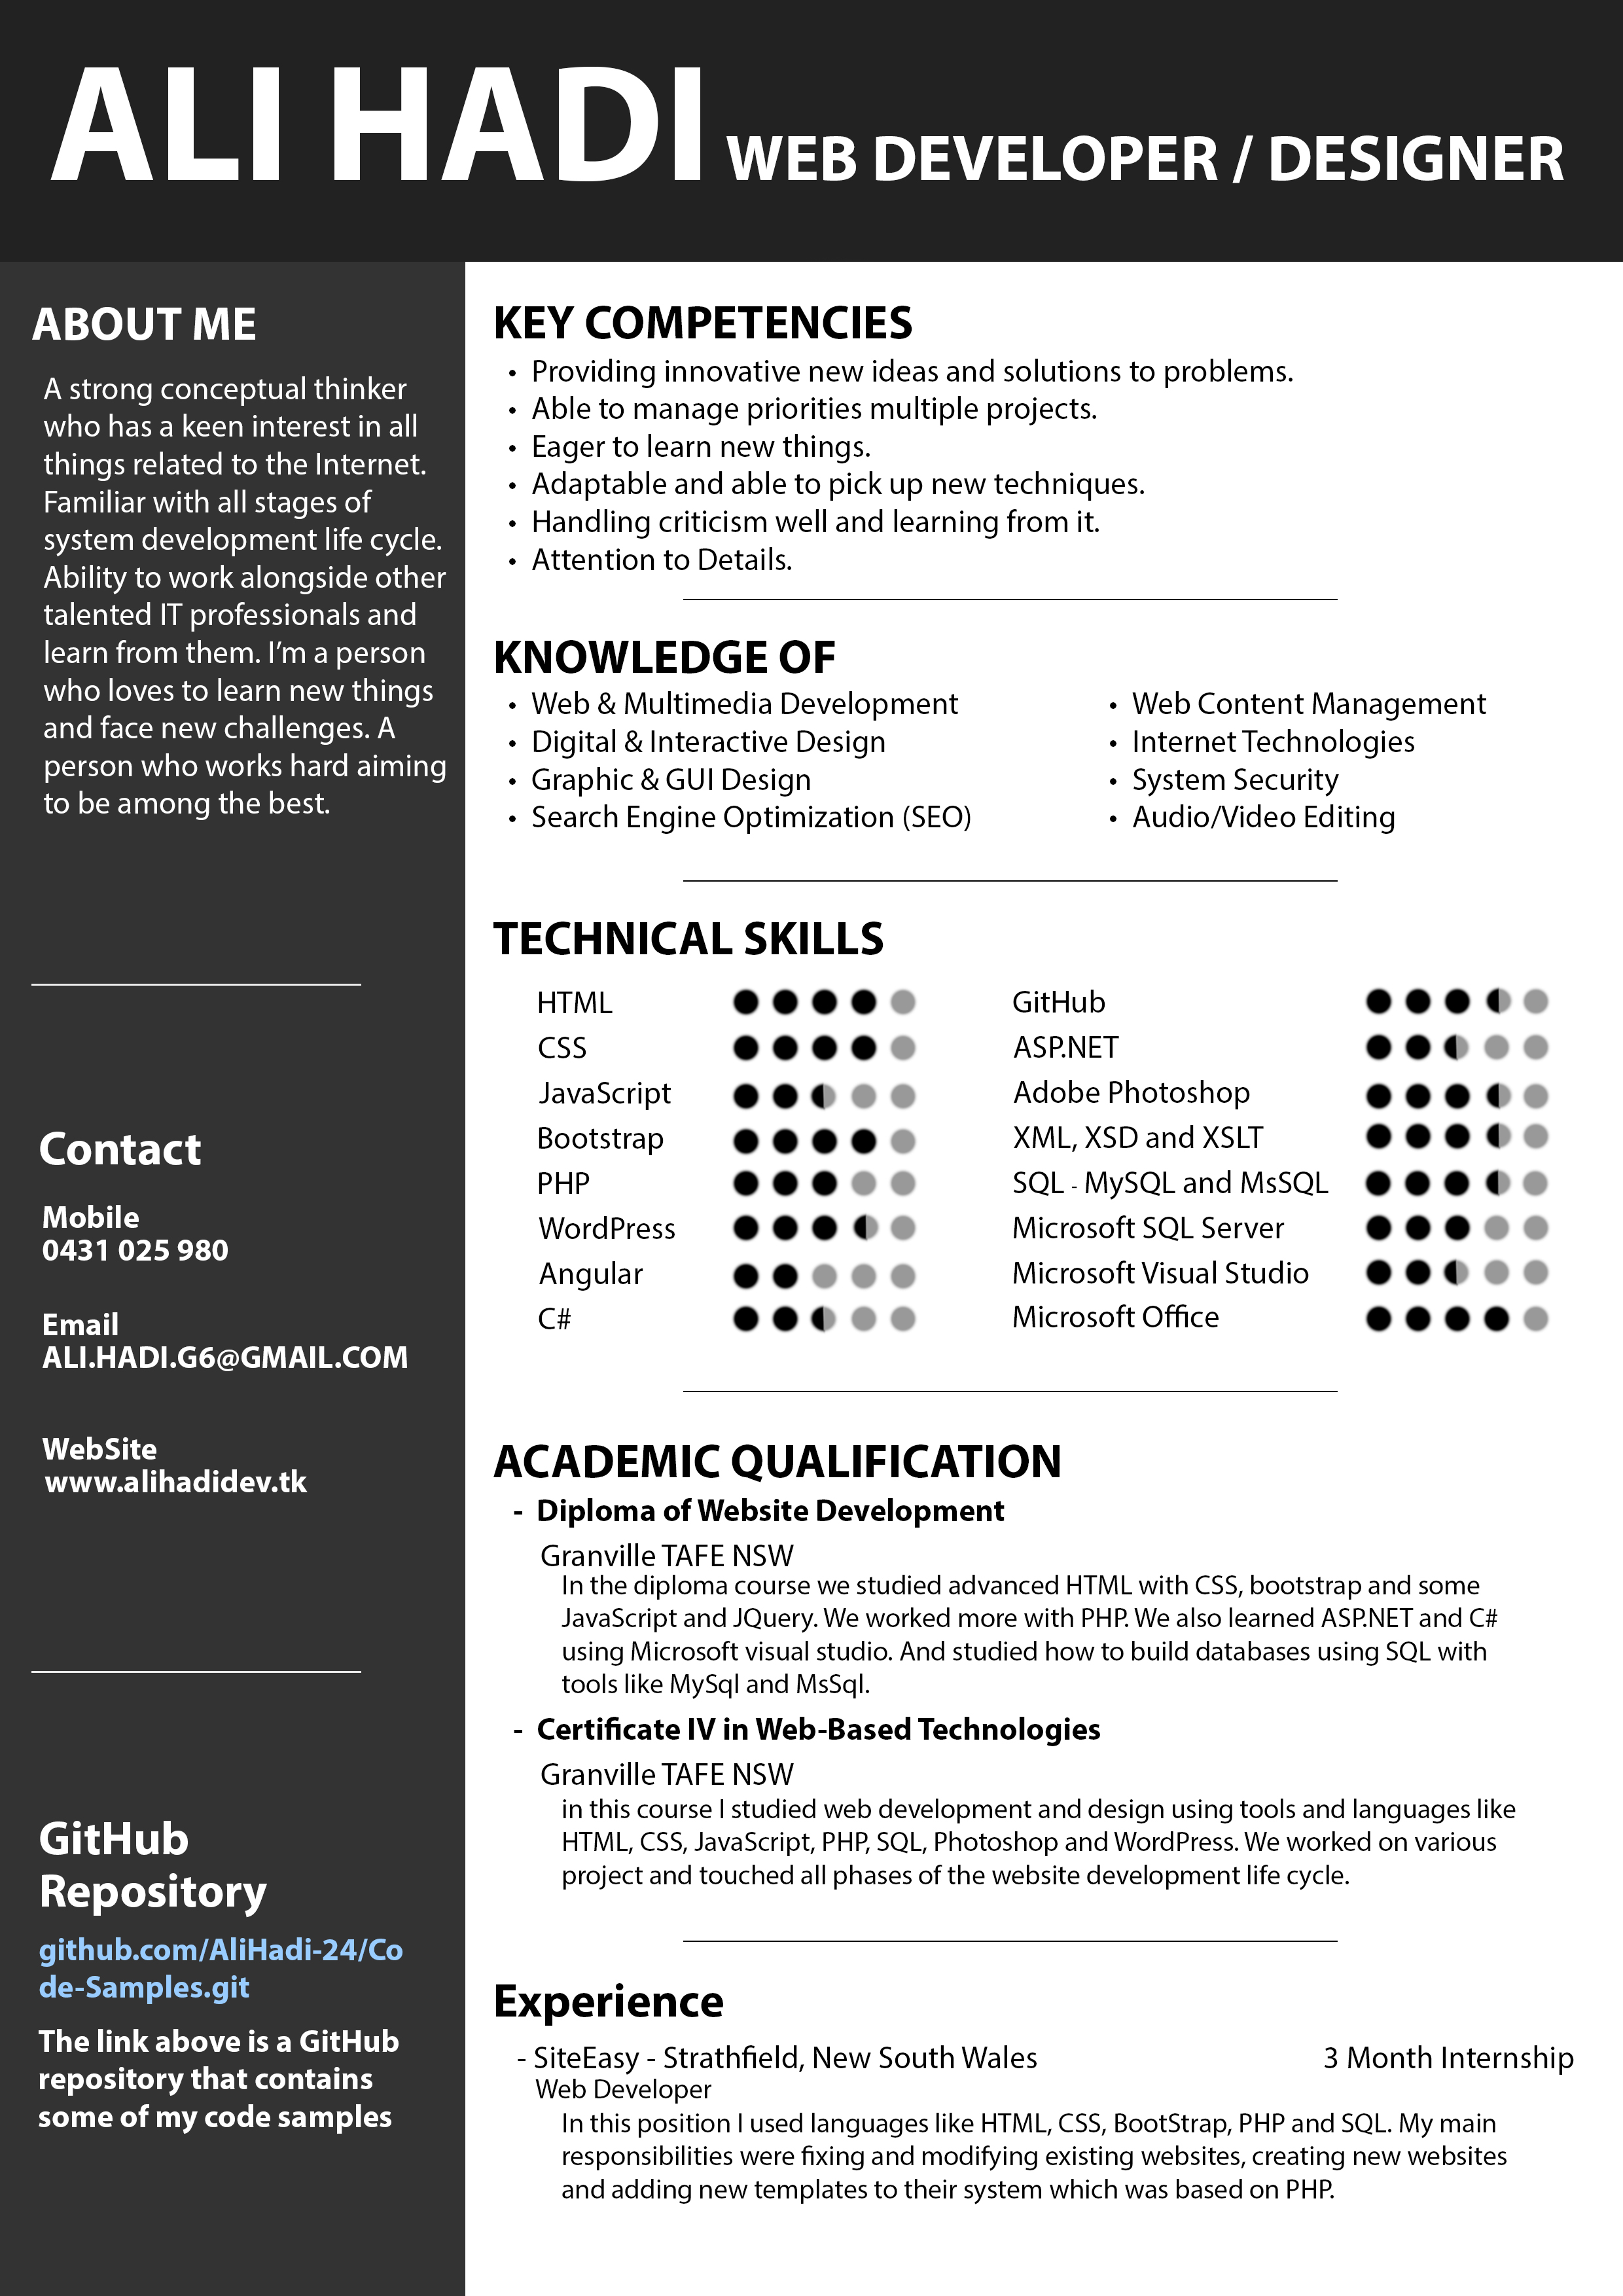 ALI HADI WEB DEVELOPER / DESIGNER
ABOUT ME
A strong conceptual thinker
who has a keen interest in all
things related to the Internet.
Familiar with all stages of
system development life cycle.
Ability to work alongside other
talented IT professionals and
learn from them. I’m a person
who loves to learn new things
and face new challenges. A
person who works hard aiming
to be among the best.
Contact
Mobile
0431 025 980
Email
ALI.HADI.G6@GMAIL.COM
WebSite
www.alihadidev.tk
GitHub
Repository
github.com/AliHadi-24/Co
de-Samples.git
The link above is a GitHub
repository that contains
some of my code samples
KEY COMPETENCIES
• Providing innovative new ideas and solutions to problems.
• Able to manage priorities multiple projects.
• Eager to learn new things.
• Adaptable and able to pick up new techniques.
• Handling criticism well and learning from it.
• Attention to Details.
KNOWLEDGE OF
• Web & Multimedia Development
• Digital & Interactive Design
• Graphic & GUI Design
• Search Engine Optimization (SEO)
• Web Content Management
• Internet Technologies
• System Security
• Audio/Video Editing
TECHNICAL SKILLS
HTML
CSS
JavaScript
Bootstrap
PHP
WordPress
Angular
C#
GitHub
ASP.NET
Adobe Photoshop
XML, XSD and XSLT
SQL - MySQL and MsSQL
Microsoft SQL Server
Microsoft Visual Studio
Microsoft Office
ACADEMIC QUALIFICATION
- Diploma of Website Development
Granville TAFE NSW
In the diploma course we studied advanced HTML with CSS, bootstrap and some
JavaScript and JQuery. We worked more with PHP. We also learned ASP.NET and C#
using Microsoft visual studio. And studied how to build databases using SQL with
tools like MySql and MsSql.
- Certificate IV in Web-Based Technologies
Granville TAFE NSW
in this course I studied web development and design using tools and languages like
HTML, CSS, JavaScript, PHP, SQL, Photoshop and WordPress. We worked on various
project and touched all phases of the website development life cycle.
Experience
- SiteEasy - Strathfield, New South Wales 3 Month Internship
Web Developer
In this position I used languages like HTML, CSS, BootStrap, PHP and SQL. My main
responsibilities were fixing and modifying existing websites, creating new websites
and adding new templates to their system which was based on PHP.